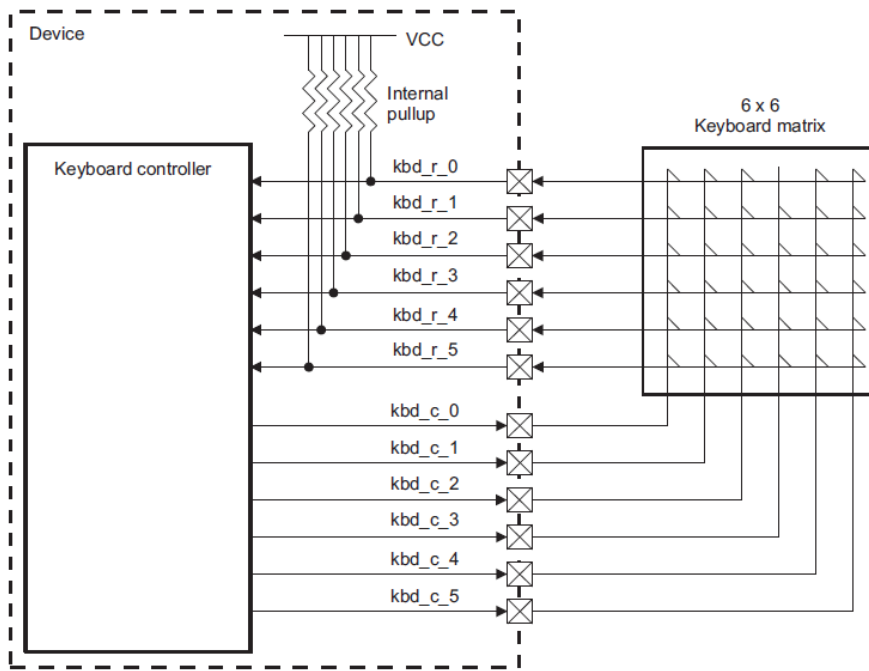 Device
VCC
Internal
pullup
6 x 6
Keyboard matrix
Keyboard controller
kbd_r_0
kbd_r_1
kbd_r_2
kbd_r_3
kbd_r_4
kbd_r_5
kbd_c_0
kbd_c_1
kbd_c_2
kbd_c_3
kbd_c_4
kbd_c_5